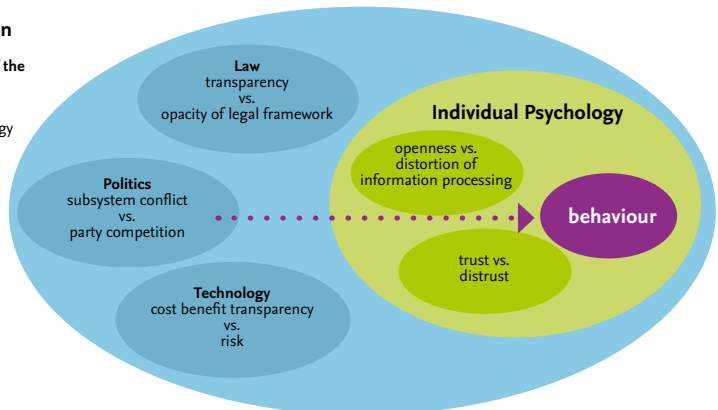 Law
transparency
vs.
opacity of legal framework
Individual Psychology
openness vs.
distortion of
information processing
Politics
subsystem conflict
vs.
party competition
behaviour
trust vs.
distrust
Technology
cost benefit transparency
vs.
risk
the